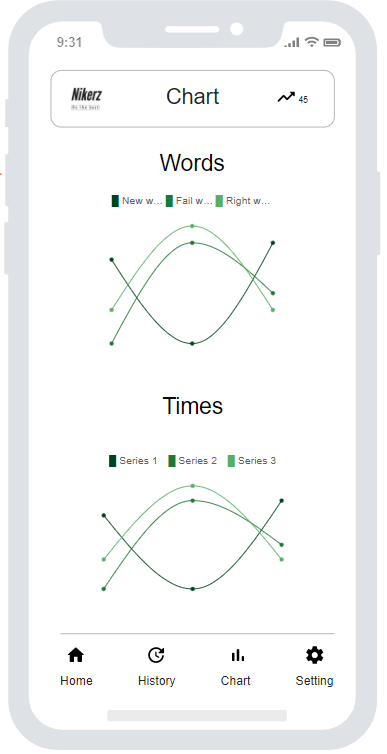 9:31
Nikerz
Be the best
Chart
45
Words
New w... Fail w... Right w...
Times
Series 1 Series 2 Series 3
Home History Chart Setting